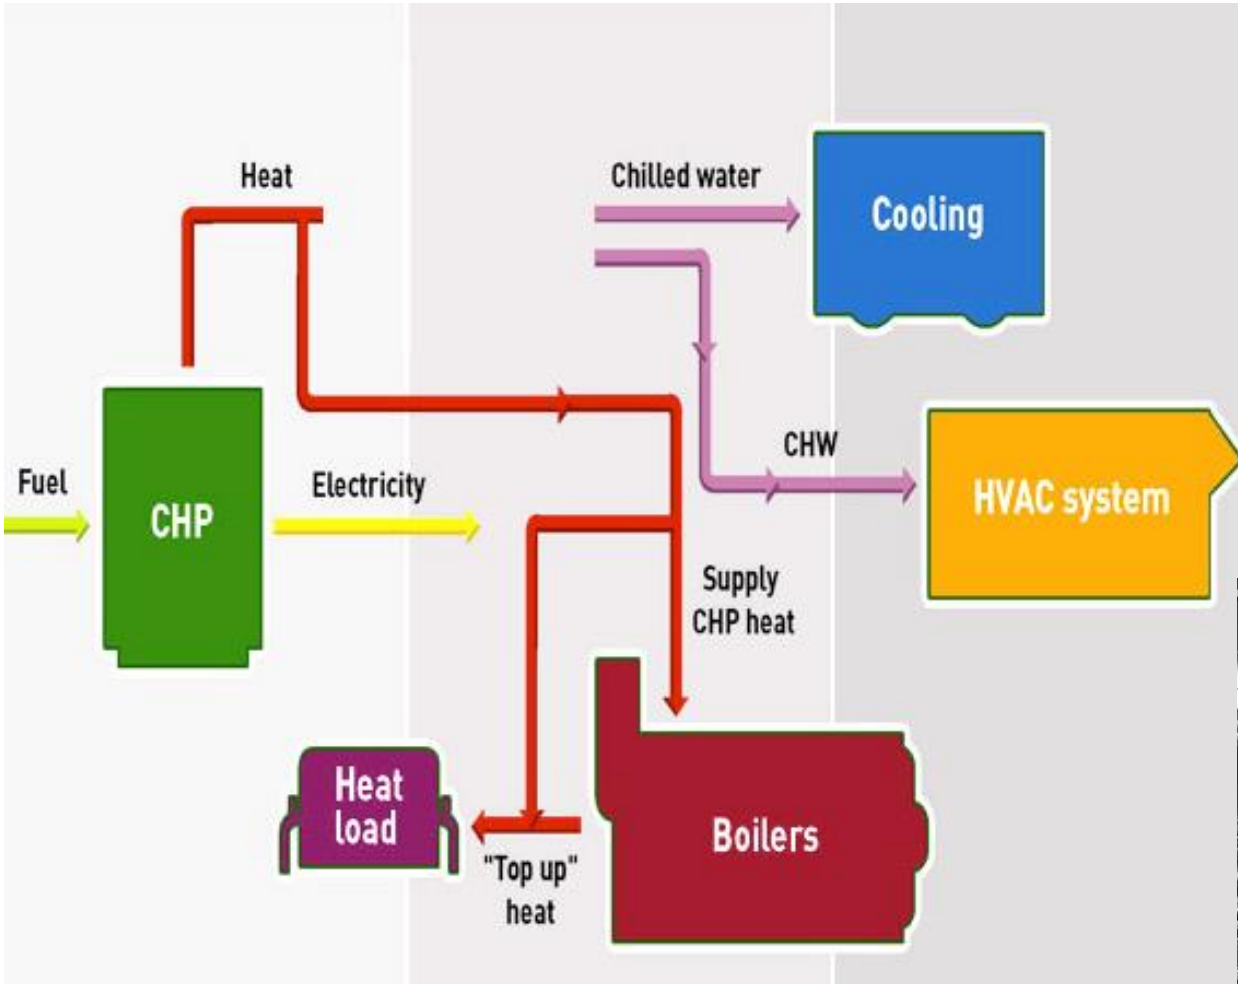 Heat
Chilled water
Cooling
CHW
Fuel
Electricity
HVAC system
CHP
Supply
CHP heat
Heat
load
Boilers
"Top up"
heat